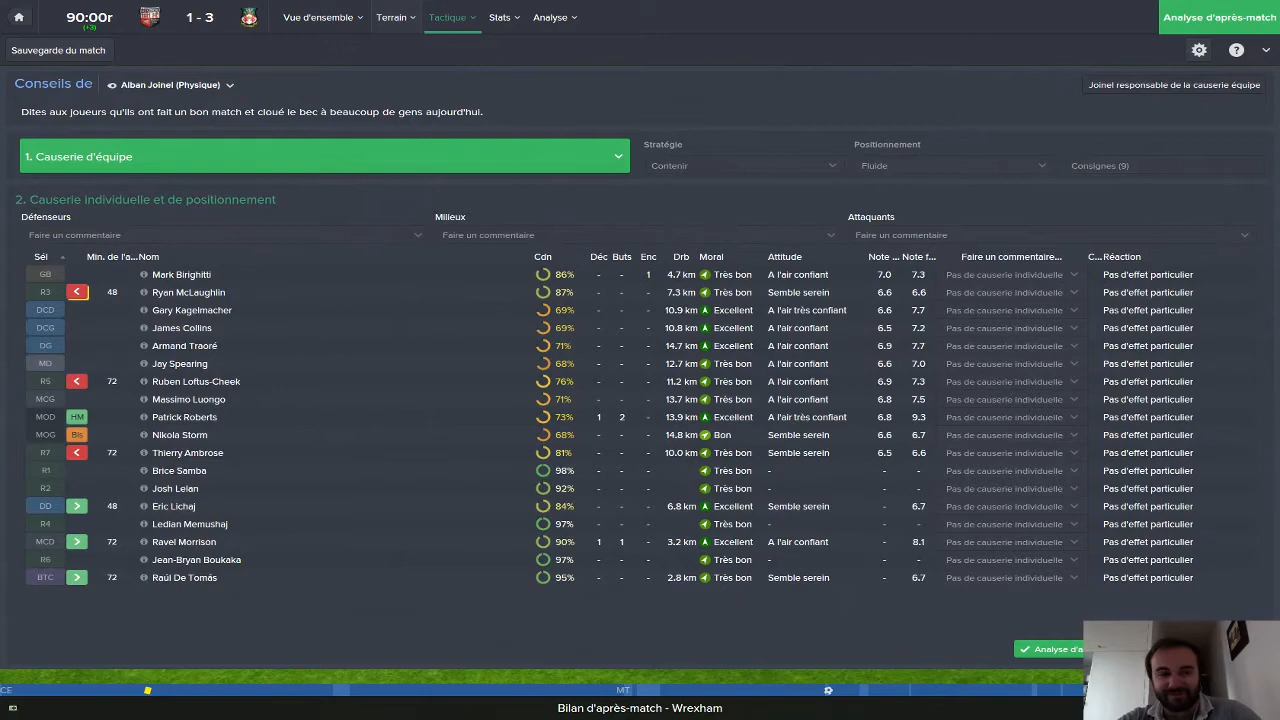 90:00r
(+3)
1 - 3
Vue d'ensemble
Terrain
Tactique
Stats
Analyse
Analyse d'après-match
Sauvegarde du match
Conseils de
Alban Joinel (Physique)
Joinel responsable de la causerie équipe
Dites aux joueurs qu'ils ont fait un bon match et cloué le bec à beaucoup de gens aujourd'hui.
1. Causerie d'équipe
Stratégie
Positionnement
Contenir
Fluide
Consignes (9)
2. Causerie individuelle et de positionnement
Défenseurs
Milieux
Attaquants
Faire un commentaire
Faire un commentaire
Faire un commentaire
Sél Min. de l'a... Nom Cdn Déc Buts Enc Drb Moral Attitude Note ... Note f... Faire un commentaire... C... Réaction
GB Mark Birighitti 86% - - 1 4.7 km Très bon A l'air confiant 7.0 7.3 Pas de causerie individuelle Pas d'effet particulier
R3 48 Ryan McLaughlin 87% - - - 7.3 km Très bon Semble serein 6.6 6.6 Pas de causerie individuelle Pas d'effet particulier
DCD Gary Kagelmacher 69% - - - 10.9 km Excellent A l'air très confiant 6.6 7.7 Pas de causerie individuelle Pas d'effet particulier
DCG James Collins 69% - - - 10.8 km Excellent A l'air confiant 6.5 7.2 Pas de causerie individuelle Pas d'effet particulier
DG Armand Traoré 71% - - - 14.7 km Excellent A l'air confiant 6.9 7.7 Pas de causerie individuelle Pas d'effet particulier
MD Jay Spearing 68% - - - 12.7 km Très bon A l'air confiant 6.6 7.0 Pas de causerie individuelle Pas d'effet particulier
R5 72 Ruben Loftus-Cheek 76% - - - 11.2 km Très bon A l'air confiant 6.9 7.3 Pas de causerie individuelle Pas d'effet particulier
MCG Massimo Luongo 71% - - - 13.7 km Très bon A l'air confiant 6.8 7.5 Pas de causerie individuelle Pas d'effet particulier
MOD HM Patrick Roberts 73% 1 2 - 13.9 km Excellent A l'air très confiant 6.8 9.3 Pas de causerie individuelle Pas d'effet particulier
MOG Bls Nikola Storm 68% - - - 14.8 km Bon Semble serein 6.6 6.7 Pas de causerie individuelle Pas d'effet particulier
R7 72 Thierry Ambrose 81% - - - 10.0 km Très bon Semble serein 6.5 6.6 Pas de causerie individuelle Pas d'effet particulier
R1 Brice Samba 98% Très bon - - - Pas de causerie individuelle Pas d'effet particulier
R2 Josh Lelan 92% Très bon - - - Pas de causerie individuelle Pas d'effet particulier
DD 48 Eric Lichaj 84% - - - 6.8 km Excellent Semble serein - 6.7 Pas de causerie individuelle Pas d'effet particulier
R4 Ledian Memushaj 97% Très bon - - - Pas de causerie individuelle Pas d'effet particulier
MCD 72 Ravel Morrison 90% 1 1 - 3.2 km Excellent A l'air confiant - 8.1 Pas de causerie individuelle Pas d'effet particulier
R6 Jean-Bryan Boukaka 97% Très bon - - - Pas de causerie individuelle Pas d'effet particulier
BTC 72 Raúl De Tomás 95% - - - 2.8 km Très bon Semble serein - 6.7 Pas de causerie individuelle Pas d'effet particulier
Analyse d'a
CE
MT
Bilan d'après-match - Wrexham